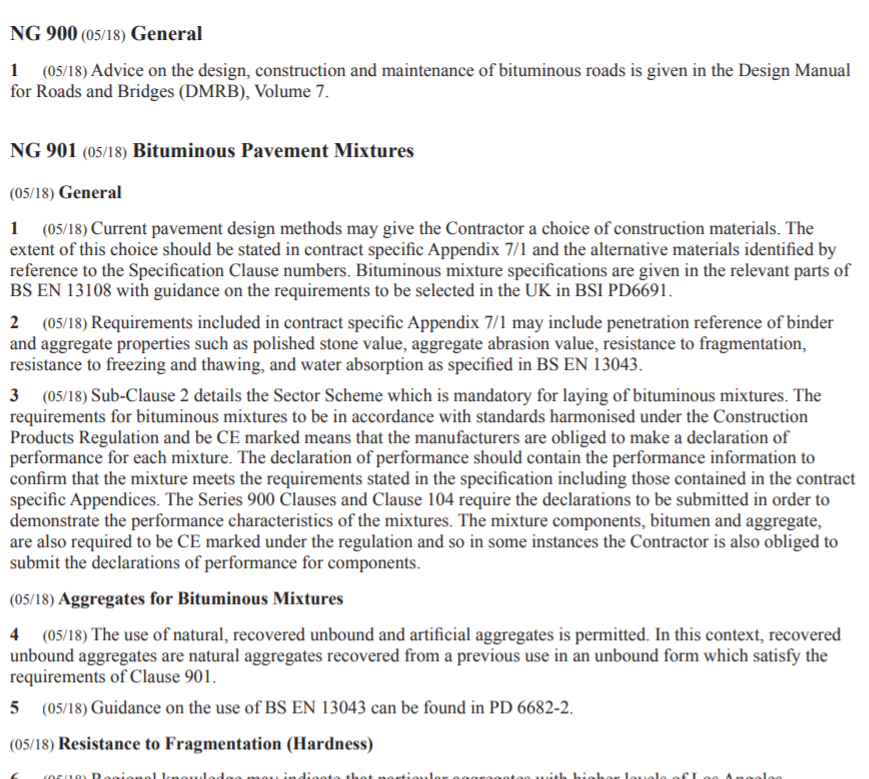 NG 900 (05/18) General
1 (05/18) Advice on the design, construction and maintenance of bituminous roads is given in the Design Manual
for Roads and Bridges (DMRB), Volume 7.
NG 901 (05/18) Bituminous Pavement Mixtures
(05/18) General
1 (05/18) Current pavement design methods may give the Contractor a choice of construction materials. The
extent of this choice should be stated in contract specific Appendix 7/1 and the alternative materials identified by
reference to the Specification Clause numbers. Bituminous mixture specifications are given in the relevant parts of
BS EN 13108 with guidance on the requirements to be selected in the UK in BSI PD6691.
2 (05/18) Requirements included in contract specific Appendix 7/1 may include penetration reference of binder
and aggregate properties such as polished stone value, aggregate abrasion value, resistance to fragmentation,
resistance to freezing and thawing, and water absorption as specified in BS EN 13043.
3 (05/18) Sub-Clause 2 details the Sector Scheme which is mandatory for laying of bituminous mixtures. The
requirements for bituminous mixtures to be in accordance with standards harmonised under the Construction
Products Regulation and be CE marked means that the manufacturers are obliged to make a declaration of
performance for each mixture. The declaration of performance should contain the performance information to
confirm that the mixture meets the requirements stated in the specification including those contained in the contract
specific Appendices. The Series 900 Clauses and Clause 104 require the declarations to be submitted in order to
demonstrate the performance characteristics of the mixtures. The mixture components, bitumen and aggregate,
are also required to be CE marked under the regulation and so in some instances the Contractor is also obliged to
submit the declarations of performance for components.
(05/18) Aggregates for Bituminous Mixtures
4 (05/18) The use of natural, recovered unbound and artificial aggregates is permitted. In this context, recovered
unbound aggregates are natural aggregates recovered from a previous use in an unbound form which satisfy the
requirements of Clause 901.
5 (05/18) Guidance on the use of BS EN 13043 can be found in PD 6682-2.
(05/18) Resistance to Fragmentation (Hardness)
6 (05/18) Regional knowledge may indicate that particular aggregates with higher levels of Los Angeles